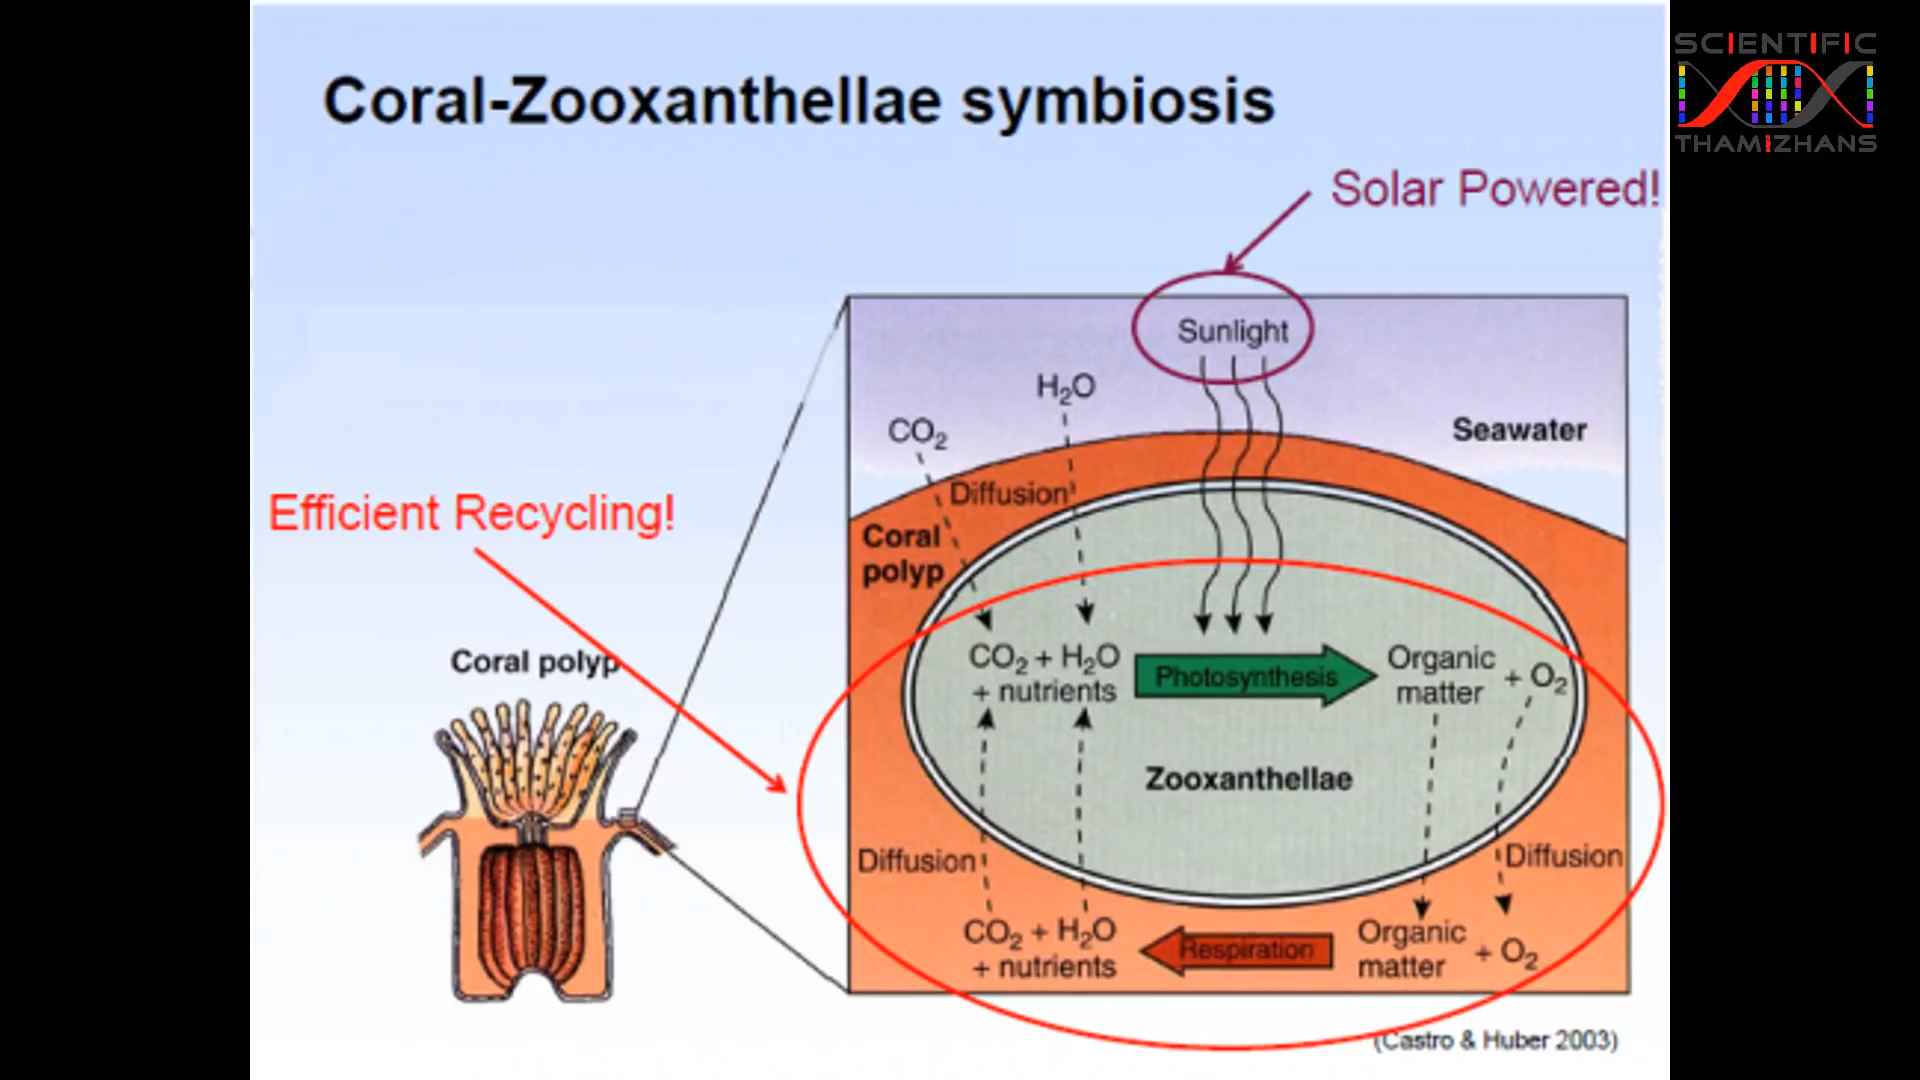 SCIENTIFIC
THAMIZHANS
Coral-Zooxanthellae symbiosis
Solar Powered!
Sunlight
H₂O
CO₂
Seawater
Diffusion
Efficient Recycling!
Coral
polyp
Coral polyp
CO₂ + H₂O
+ nutrients
Photosynthesis
Organic
matter
+ O₂
Zooxanthellae
Diffusion
Diffusion
CO₂ + H₂O
+ nutrients
Respiration
Organic
matter
+ O₂
(Castro & Huber 2003)